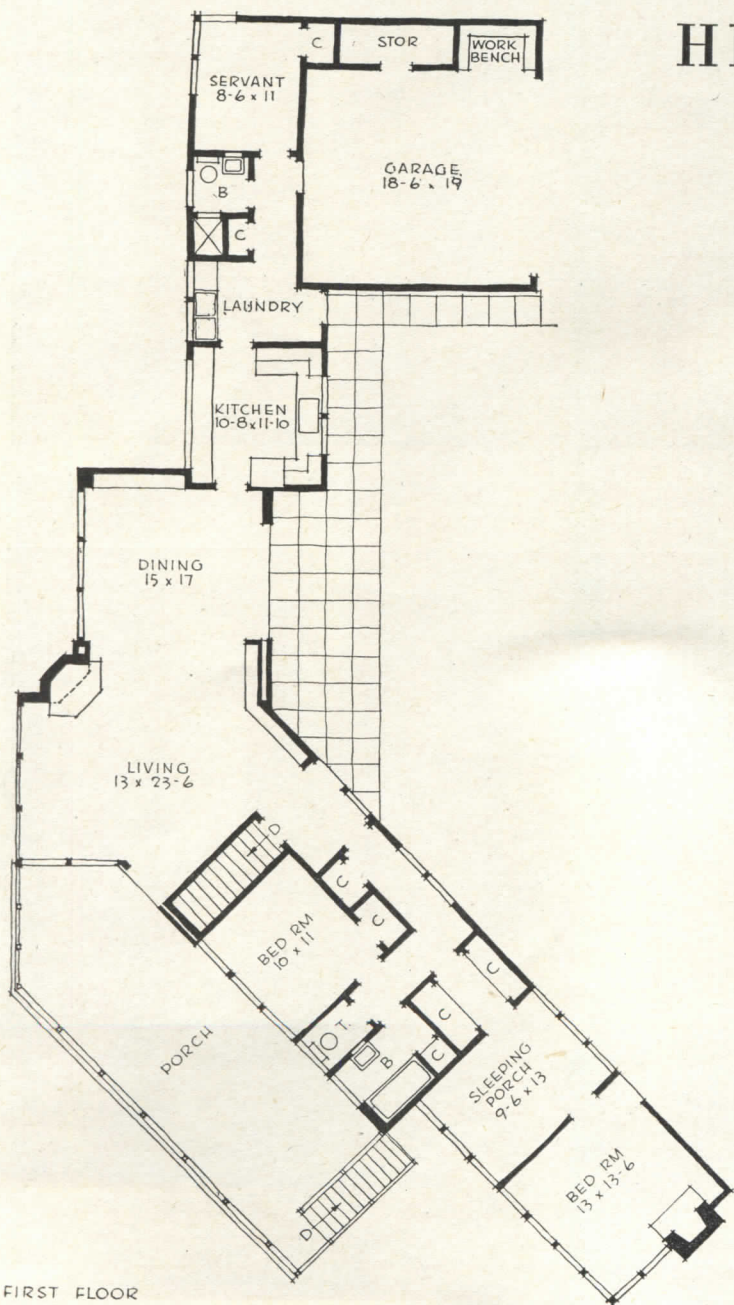 HI
C
STOR
WORK
BENCH
SERVANT
8-6 x 11
GARAGE
18-6 x 19
B
C
LAUNDRY
KITCHEN
10-8 x 11-10
DINING
15 x 17
LIVING
13 x 23-6
D
C
C
BED RM
10 x 11
C
T.
C
B
C
PORCH
SLEEPING
PORCH
9-6 x 13
BED RM
13 x 13-6
D
FIRST FLOOR